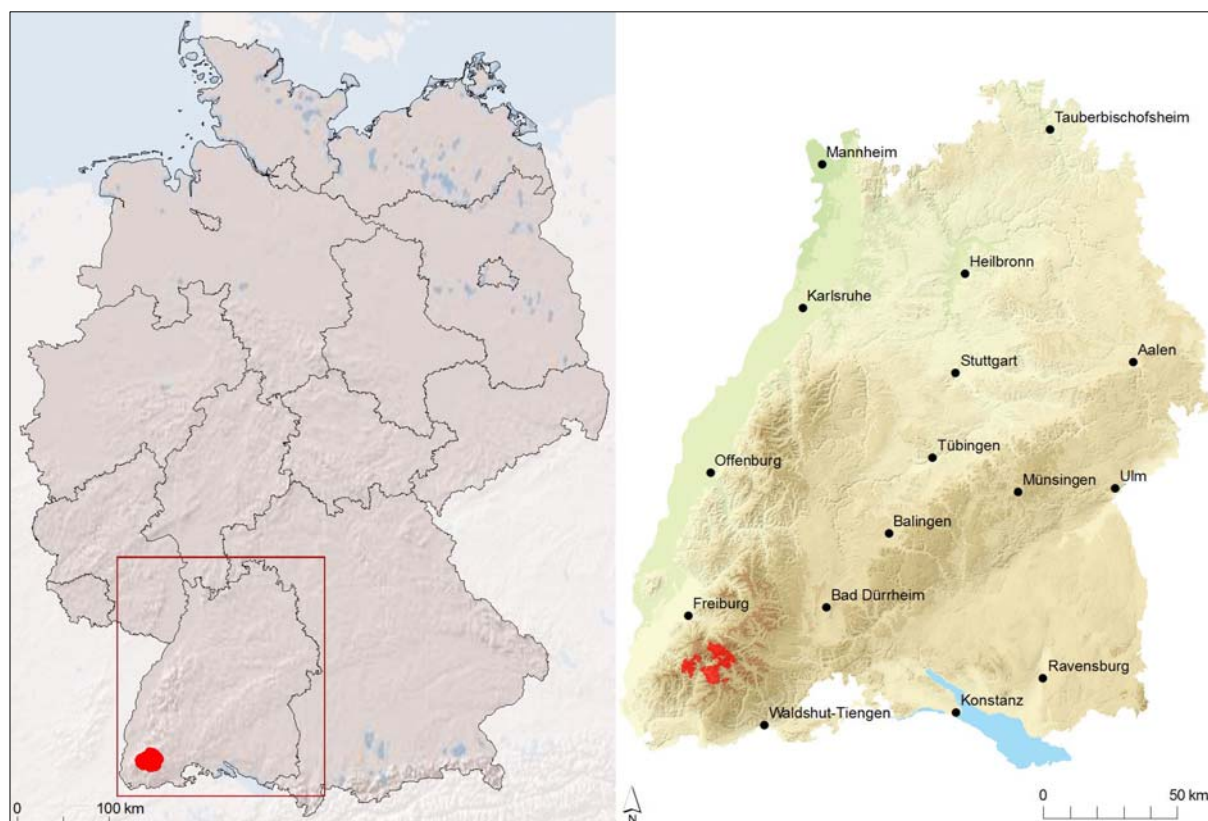 0 100 km
Tauberbischofsheim
Mannheim
Heilbronn
Karlsruhe
Aalen
Stuttgart
Tübingen
Offenburg
Münsingen
Ulm
Balingen
Bad Dürrheim
Freiburg
Ravensburg
Konstanz
Waldshut-Tiengen
N
0 50 km